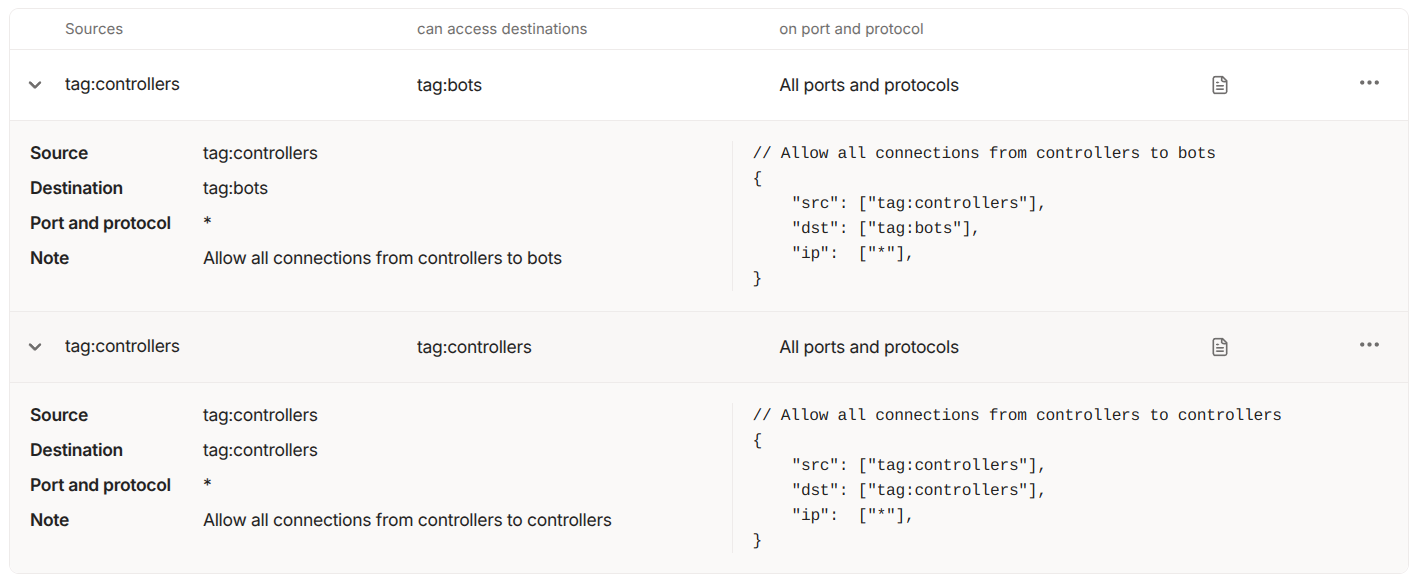 Sources can access destinations on port and protocol
tag:controllers tag:bots All ports and protocols
Source tag:controllers
Destination tag:bots
Port and protocol *
Note Allow all connections from controllers to bots
// Allow all connections from controllers to bots
{
    "src": ["tag:controllers"],
    "dst": ["tag:bots"],
    "ip":  ["*"],
}
tag:controllers tag:controllers All ports and protocols
Source tag:controllers
Destination tag:controllers
Port and protocol *
Note Allow all connections from controllers to controllers
// Allow all connections from controllers to controllers
{
    "src": ["tag:controllers"],
    "dst": ["tag:controllers"],
    "ip":  ["*"],
}